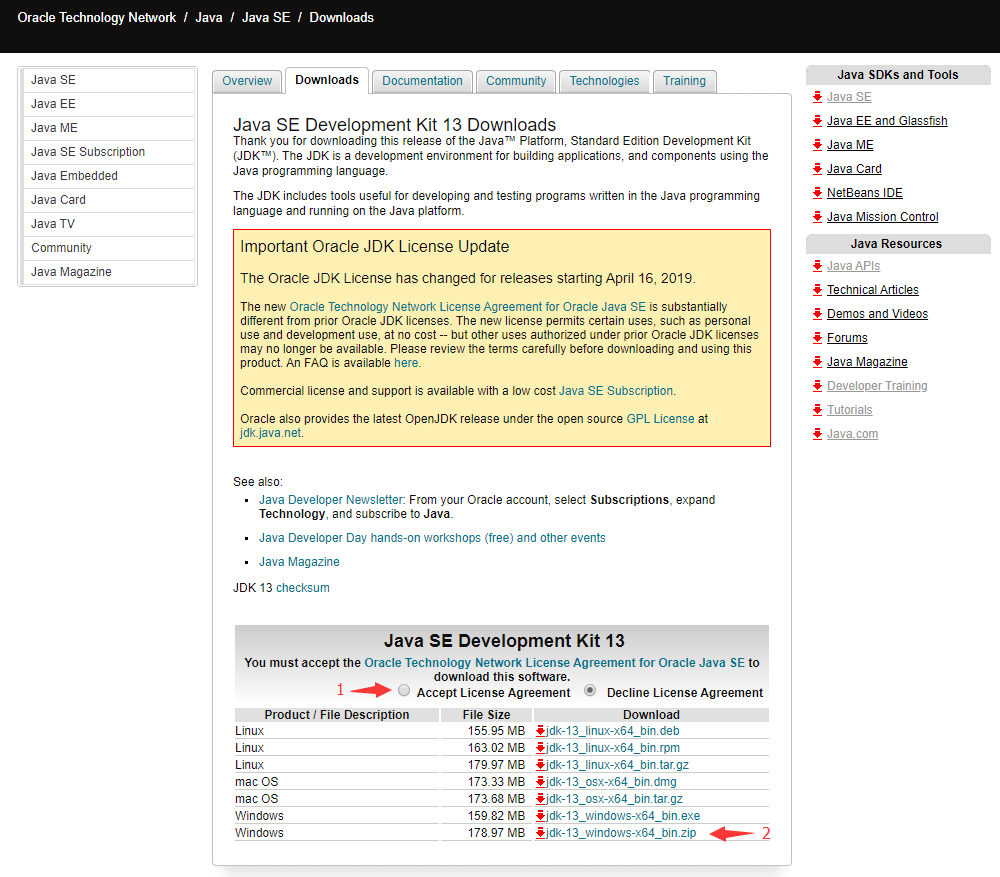 Oracle Technology Network / Java / Java SE / Downloads
Java SE
Java EE
Java ME
Java SE Subscription
Java Embedded
Java Card
Java TV
Community
Java Magazine
Overview
Downloads
Documentation
Community
Technologies
Training
Java SE Development Kit 13 Downloads
Thank you for downloading this release of the Java™ Platform, Standard Edition Development Kit
(JDK™). The JDK is a development environment for building applications, and components using the
Java programming language.
The JDK includes tools useful for developing and testing programs written in the Java programming
language and running on the Java platform.
Important Oracle JDK License Update
The Oracle JDK License has changed for releases starting April 16, 2019.
The new Oracle Technology Network License Agreement for Oracle Java SE is substantially
different from prior Oracle JDK licenses. The new license permits certain uses, such as personal
use and development use, at no cost -- but other uses authorized under prior Oracle JDK licenses
may no longer be available. Please review the terms carefully before downloading and using this
product. An FAQ is available here.
Commercial license and support is available with a low cost Java SE Subscription.
Oracle also provides the latest OpenJDK release under the open source GPL License at
jdk.java.net.
See also:
Java Developer Newsletter: From your Oracle account, select Subscriptions, expand
Technology, and subscribe to Java.
Java Developer Day hands-on workshops (free) and other events
Java Magazine
JDK 13 checksum
Java SE Development Kit 13
You must accept the Oracle Technology Network License Agreement for Oracle Java SE to
download this software.
1 Accept License Agreement Decline License Agreement
Product / File Description File Size Download
Linux 155.95 MB jdk-13_linux-x64_bin.deb
Linux 163.02 MB jdk-13_linux-x64_bin.rpm
Linux 179.97 MB jdk-13_linux-x64_bin.tar.gz
mac OS 173.33 MB jdk-13_osx-x64_bin.dmg
mac OS 173.68 MB jdk-13_osx-x64_bin.tar.gz
Windows 159.82 MB jdk-13_windows-x64_bin.exe
Windows 178.97 MB jdk-13_windows-x64_bin.zip 2
Java SDKs and Tools
Java SE
Java EE and Glassfish
Java ME
Java Card
NetBeans IDE
Java Mission Control
Java Resources
Java APIs
Technical Articles
Demos and Videos
Forums
Java Magazine
Developer Training
Tutorials
Java.com